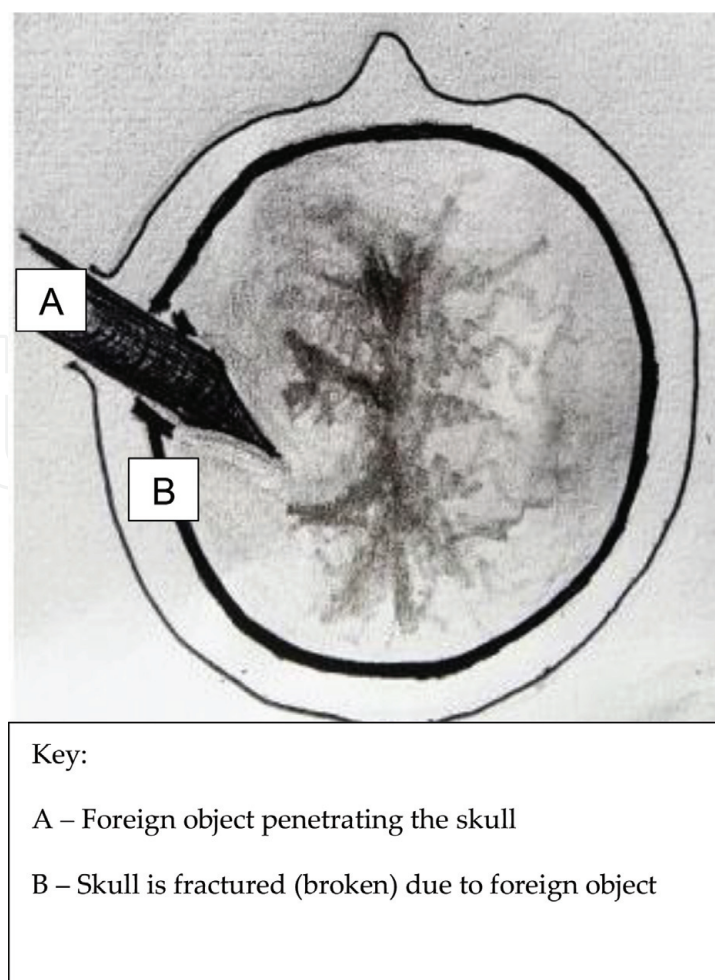 A
B
Key:
A – Foreign object penetrating the skull
B – Skull is fractured (broken) due to foreign object